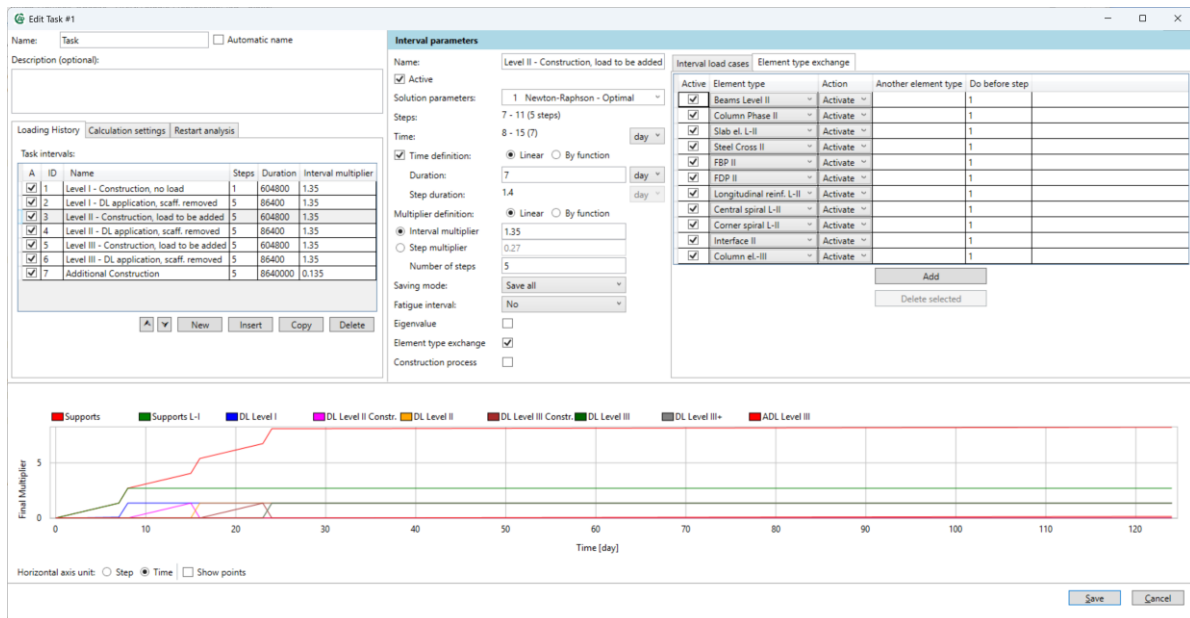 Edit Task #1
Name: Task Automatic name
Description (optional):
Loading History Calculation settings Restart analysis
Task intervals:
A ID Name Steps Duration Interval multiplier
1 Level I - Construction, no load 1 604800 1.35
2 Level I - DL application, scaff. removed 5 86400 1.35
3 Level II - Construction, load to be added 5 604800 1.35
4 Level II - DL application, scaff. removed 5 86400 1.35
5 Level III - Construction, load to be added 5 604800 1.35
6 Level III - DL application, scaff. removed 5 86400 1.35
7 Additional Construction 5 8640000 0.135
New Insert Copy Delete
Interval parameters
Name: Level II - Construction, load to be added
Active
Solution parameters: 1 Newton-Raphson - Optimal
Steps: 7 - 11 (5 steps)
Time: 8 - 15 (7) day
Time definition: Linear By function
Duration: 7 day
Step duration: 1.4 day
Multiplier definition: Linear By function
Interval multiplier 1.35
Step multiplier 0.27
Number of steps 5
Saving mode: Save all
Fatigue interval: No
Eigenvalue
Element type exchange
Construction process
Interval load cases Element type exchange
Active Element type Action Another element type Do before step
Beams Level II Activate 1
Column Phase II Activate 1
Slab el. L-II Activate 1
Steel Cross II Activate 1
FBP II Activate 1
FDP II Activate 1
Longitudinal reinf. L-II Activate 1
Central spiral L-II Activate 1
Corner spiral L-II Activate 1
Interface II Activate 1
Column el.-III Activate 1
Add
Delete selected
Supports Supports L-I DL Level I DL Level II Constr. DL Level II DL Level III Constr. DL Level III DL Level III+ ADL Level III
Final Multiplier
5
0
0 10 20 30 40 50 60 70 80 90 100 110 120
Time [day]
Horizontal axis unit: Step Time Show points
Save Cancel